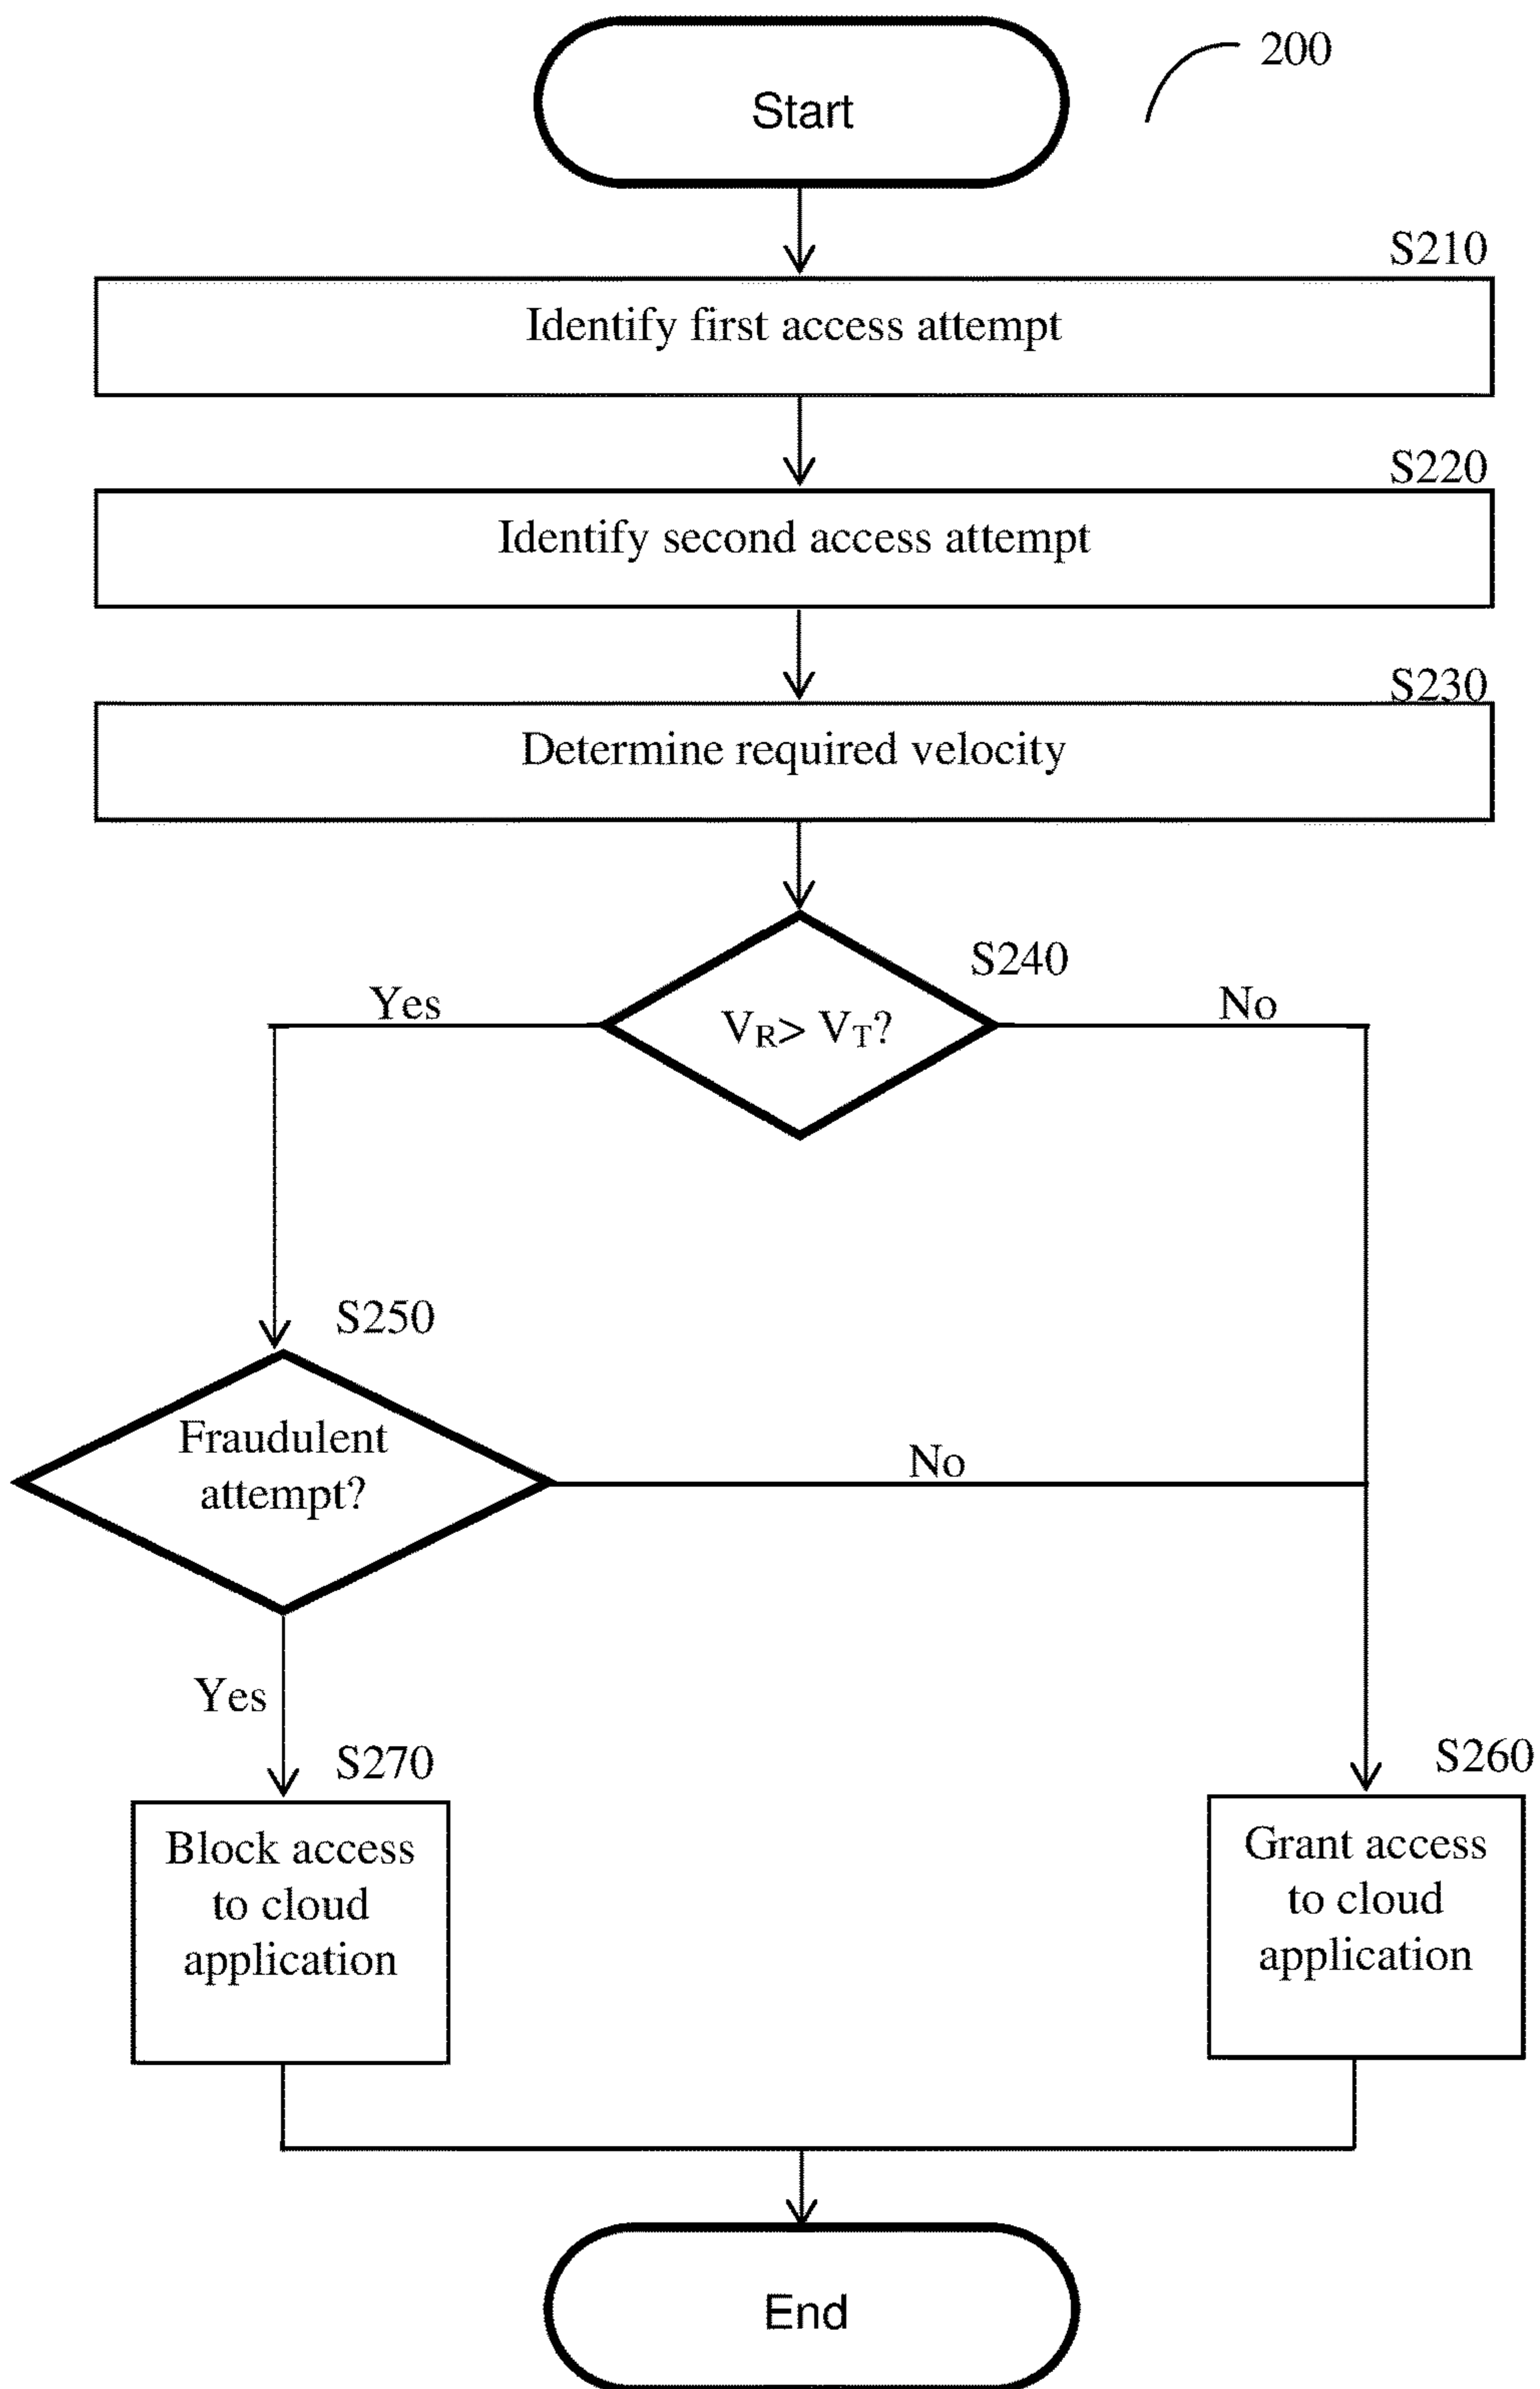 Start
200
S210
Identify first access attempt
S220
Identify second access attempt
S230
Determine required velocity
S240
Yes
No
VR> VT?
S250
Fraudulent
attempt?
No
Yes
S270
S260
Block access
to cloud
application
Grant access
to cloud
application
End